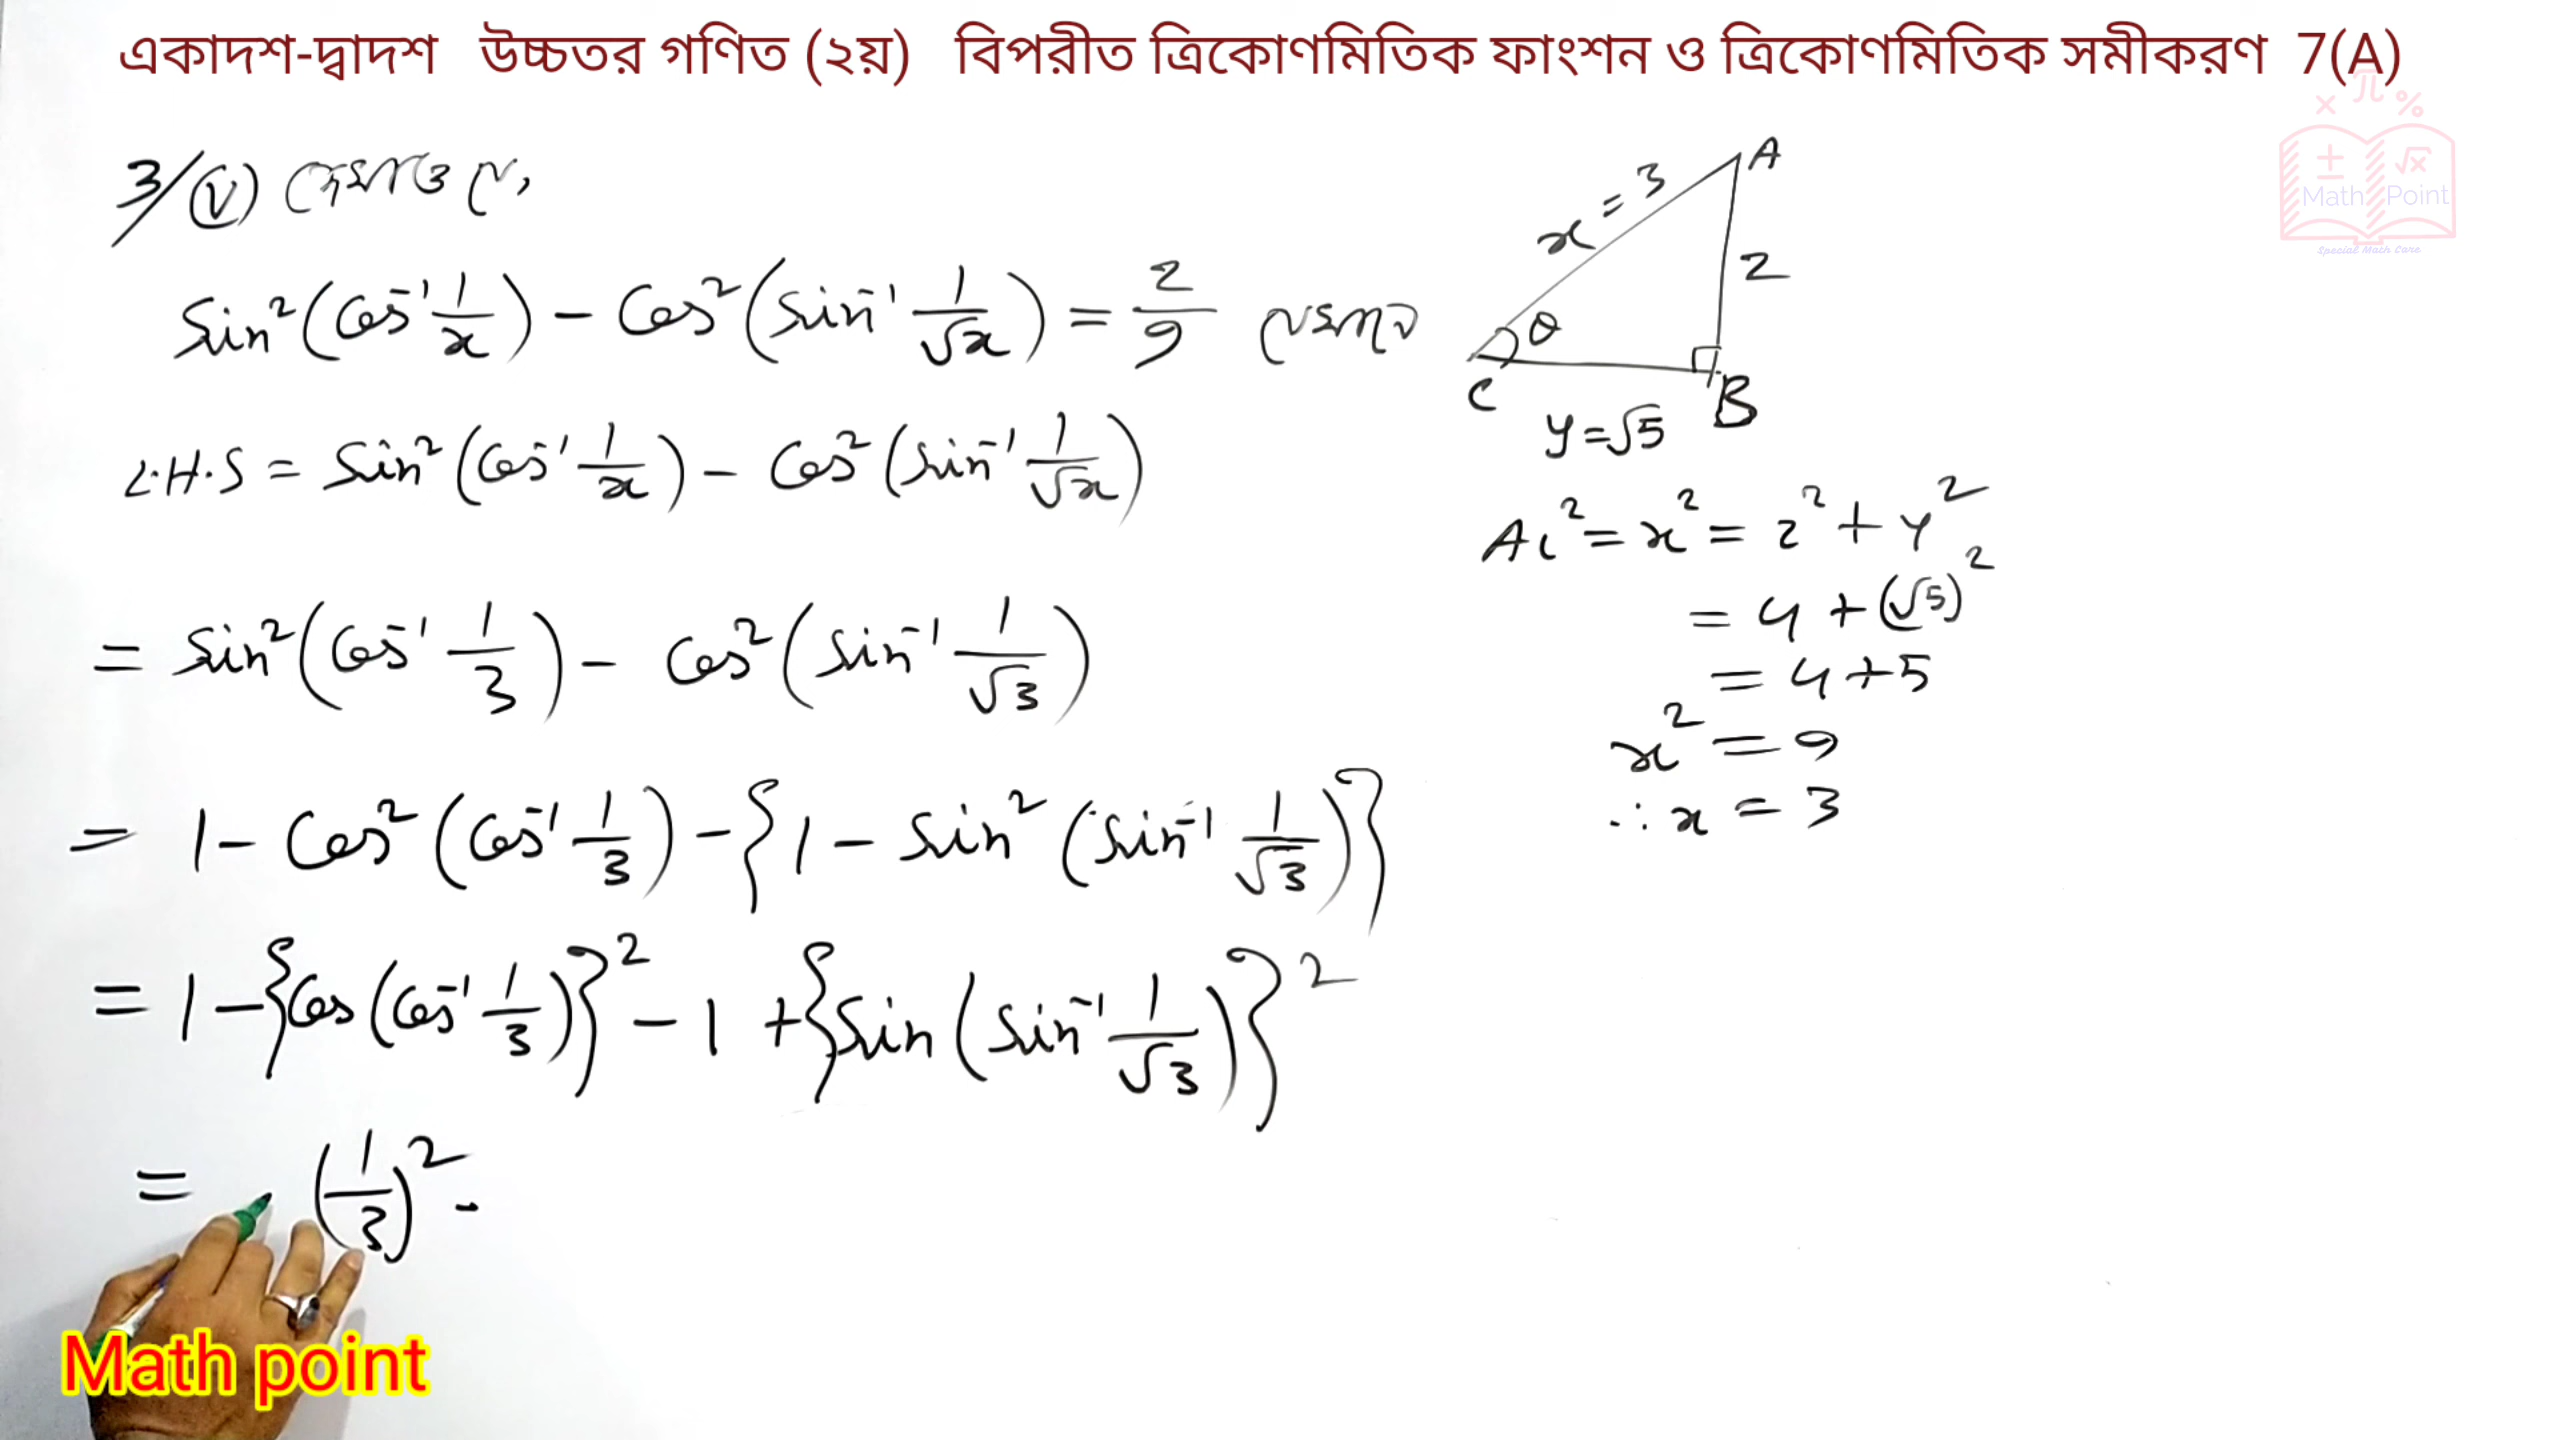 একাদশ-দ্বাদশ উচ্চতর গণিত (২য়) বিপরীত ত্রিকোণমিতিক ফাংশন ও ত্রিকোণমিতিক সমীকরণ 7(A)
3/(v) দেখাও যে,
Sin²(Cos⁻¹ 1/x) - Cos²(Sin⁻¹ 1/√x) = 2/9 যেখানে
L.H.S = Sin²(Cos⁻¹ 1/x) - Cos²(Sin⁻¹ 1/√x)
= Sin²(Cos⁻¹ 1/3) - Cos²(Sin⁻¹ 1/√3)
= 1 - Cos²(Cos⁻¹ 1/3) - {1 - Sin²(Sin⁻¹ 1/√3)}
= 1 - {Cos(Cos⁻¹ 1/3)}² - 1 + {Sin(Sin⁻¹ 1/√3)}²
= (1/3)² -
A
x = 3
2
θ
C
B
y = √5
AC² = x² = 2² + y²
= 4 + (√5)²
= 4 + 5
x² = 9
∴ x = 3
× π %
± √x
Math Point
Special Math Care
Math point